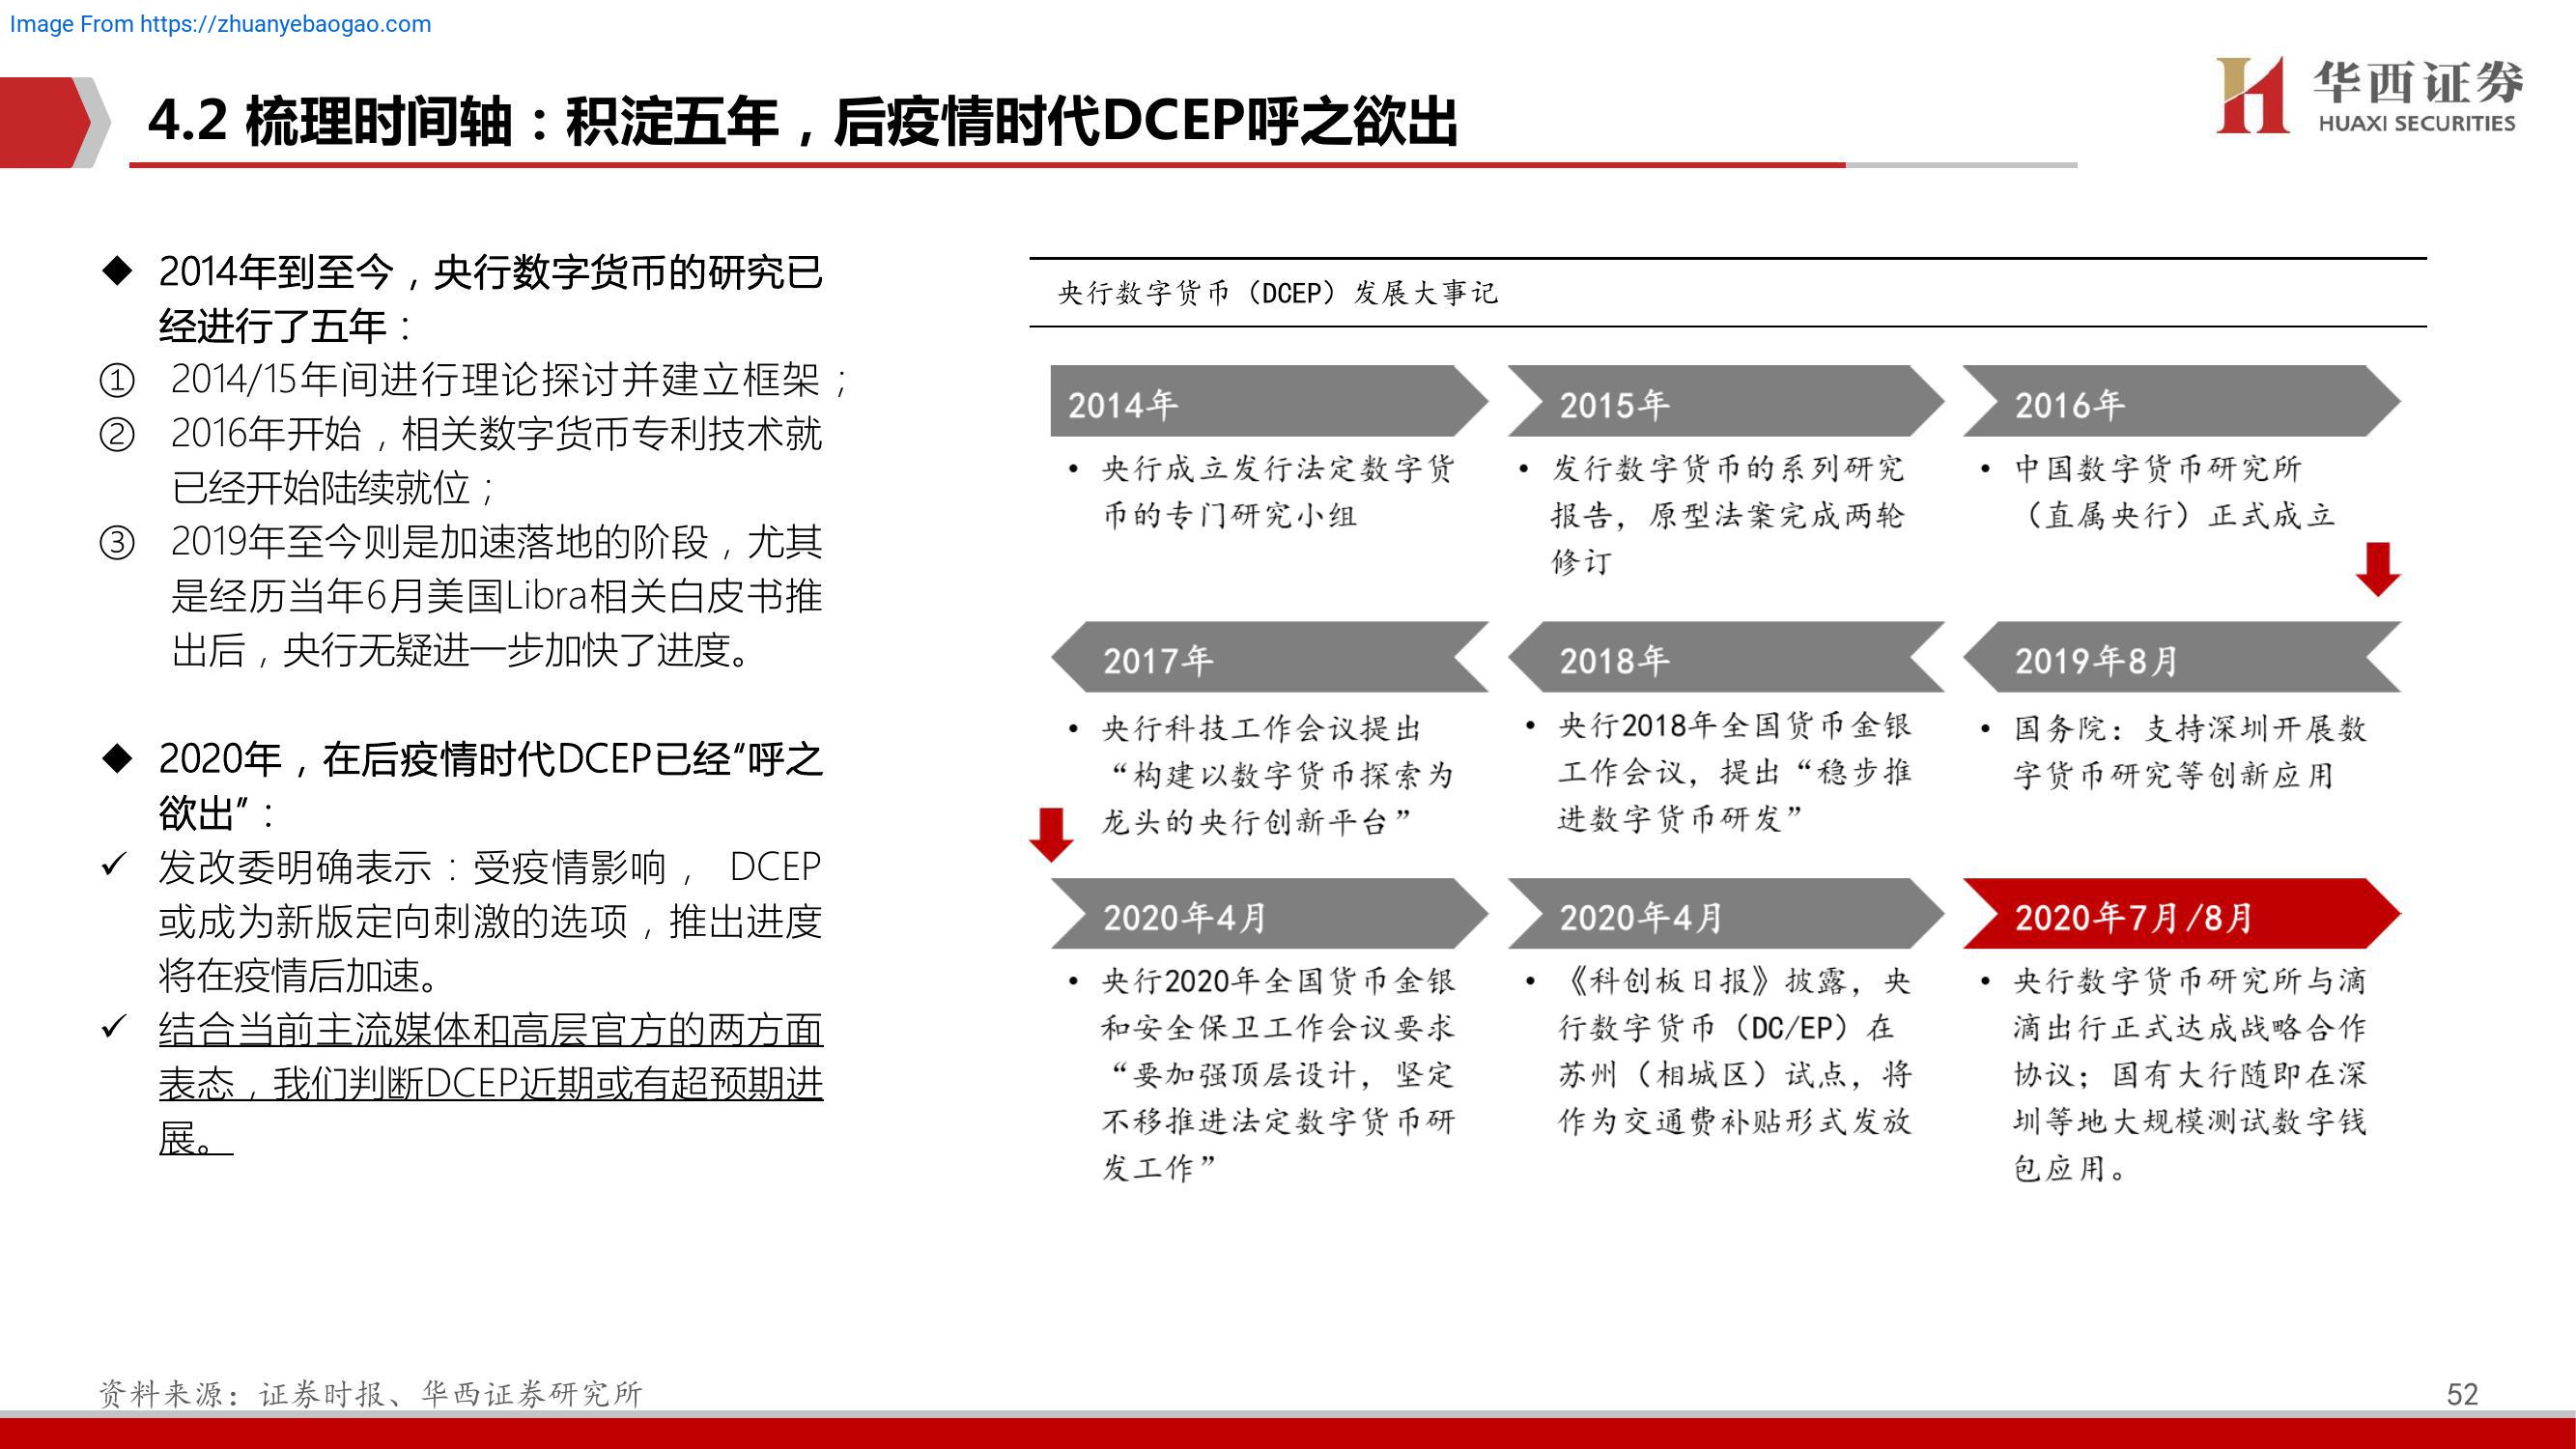 Image From https://zhuanyebaogao.com
华西证券
HUAXI SECURITIES
4.2 梳理时间轴：积淀五年，后疫情时代DCEP呼之欲出
◆ 2014年到至今，央行数字货币的研究已
经进行了五年：
① 2014/15年间进行理论探讨并建立框架；
② 2016年开始，相关数字货币专利技术就
已经开始陆续就位；
③ 2019年至今则是加速落地的阶段，尤其
是经历当年6月美国Libra相关白皮书推
出后，央行无疑进一步加快了进度。
◆ 2020年，在后疫情时代DCEP已经“呼之
欲出”：
✓ 发改委明确表示：受疫情影响， DCEP
或成为新版定向刺激的选项，推出进度
将在疫情后加速。
✓ 结合当前主流媒体和高层官方的两方面
表态，我们判断DCEP近期或有超预期进
展。
央行数字货币（DCEP）发展大事记
2014年
• 央行成立发行法定数字货
币的专门研究小组
2015年
• 发行数字货币的系列研究
报告，原型法案完成两轮
修订
2016年
• 中国数字货币研究所
（直属央行）正式成立
2017年
• 央行科技工作会议提出
“构建以数字货币探索为
龙头的央行创新平台”
2018年
• 央行2018年全国货币金银
工作会议，提出“稳步推
进数字货币研发”
2019年8月
• 国务院：支持深圳开展数
字货币研究等创新应用
2020年4月
• 央行2020年全国货币金银
和安全保卫工作会议要求
“要加强顶层设计，坚定
不移推进法定数字货币研
发工作”
2020年4月
• 《科创板日报》披露，央
行数字货币（DC/EP）在
苏州（相城区）试点，将
作为交通费补贴形式发放
2020年7月/8月
• 央行数字货币研究所与滴
滴出行正式达成战略合作
协议；国有大行随即在深
圳等地大规模测试数字钱
包应用。
资料来源：证券时报、华西证券研究所
52